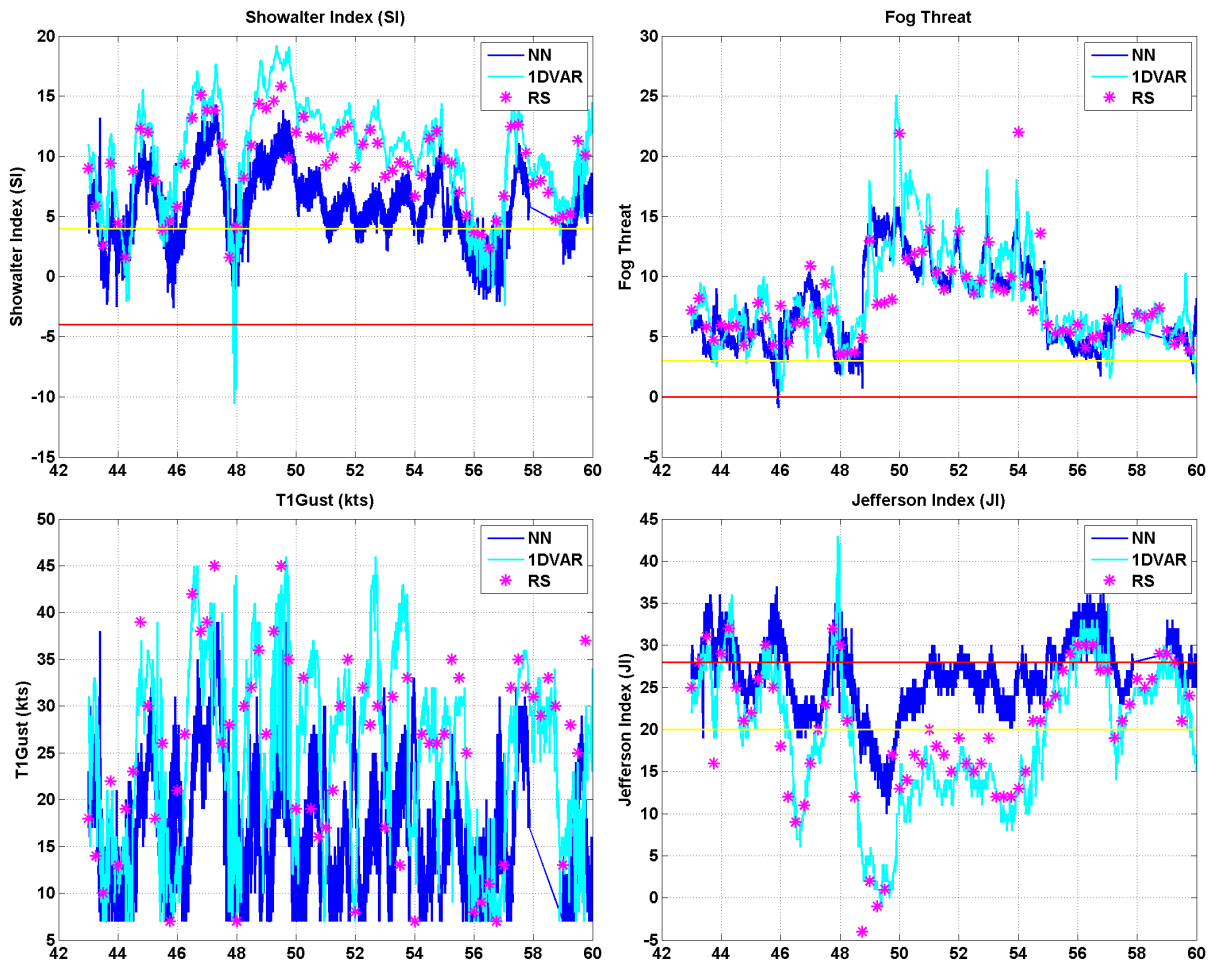 Showalter Index (SI)
20
15
10
5
0
-5
-10
-15
42 44 46 48 50 52 54 56 58 60
Showalter Index (SI)
NN
1DVAR
RS
Fog Threat
30
25
20
15
10
5
0
-5
42 44 46 48 50 52 54 56 58 60
Fog Threat
NN
1DVAR
RS
T1Gust (kts)
50
45
40
35
30
25
20
15
10
5
42 44 46 48 50 52 54 56 58 60
T1Gust (kts)
NN
1DVAR
RS
Jefferson Index (JI)
45
40
35
30
25
20
15
10
5
0
-5
42 44 46 48 50 52 54 56 58 60
Jefferson Index (JI)
NN
1DVAR
RS